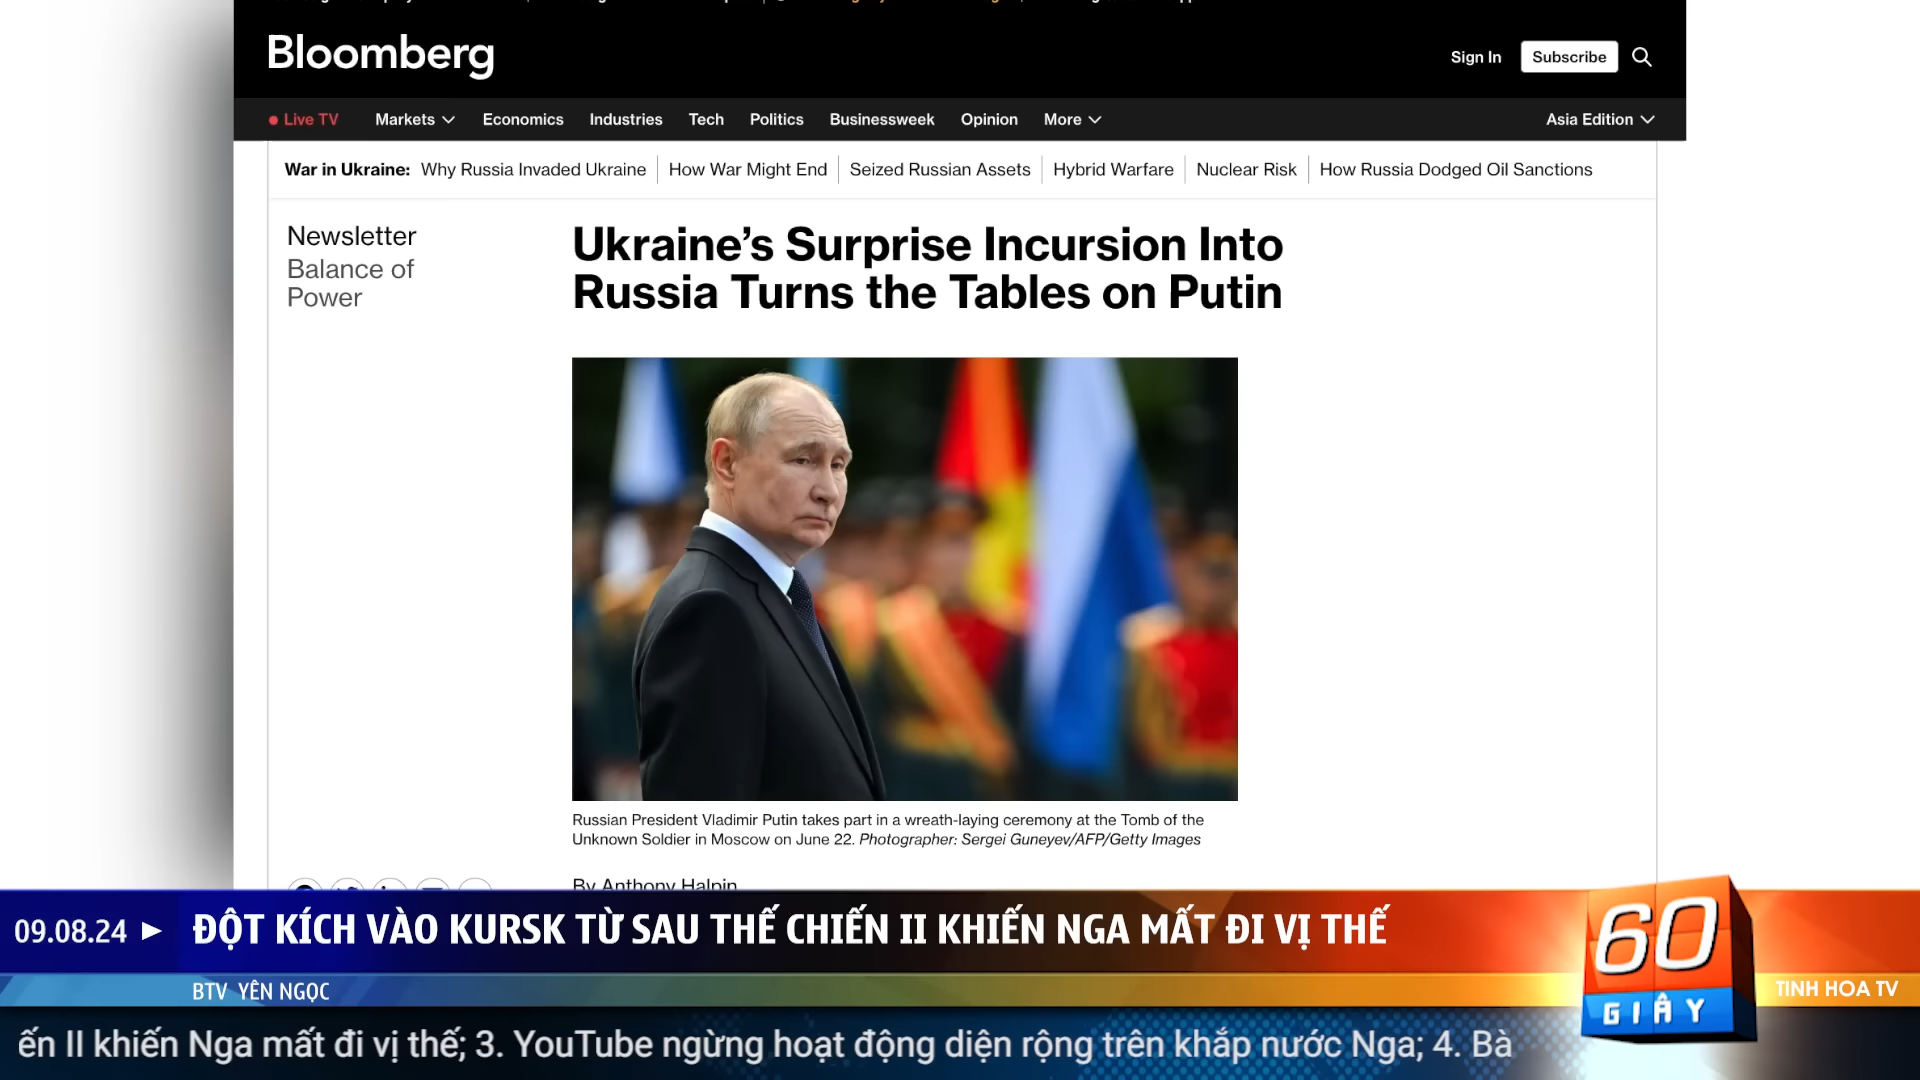 Bloomberg
Sign In
Subscribe
Live TV
Markets
Economics
Industries
Tech
Politics
Businessweek
Opinion
More
Asia Edition
War in Ukraine: Why Russia Invaded Ukraine
How War Might End
Seized Russian Assets
Hybrid Warfare
Nuclear Risk
How Russia Dodged Oil Sanctions
Newsletter
Balance of
Power
Ukraine’s Surprise Incursion Into
Russia Turns the Tables on Putin
Russian President Vladimir Putin takes part in a wreath-laying ceremony at the Tomb of the
Unknown Soldier in Moscow on June 22. Photographer: Sergei Guneyev/AFP/Getty Images
By Anthony Halpin
09.08.24
ĐỘT KÍCH VÀO KURSK TỪ SAU THẾ CHIẾN II KHIẾN NGA MẤT ĐI VỊ THẾ
BTV YÊN NGỌC
60
GIÂY
TINH HOA TV
ến II khiến Nga mất đi vị thế; 3. YouTube ngừng hoạt động diện rộng trên khắp nước Nga; 4. Bà